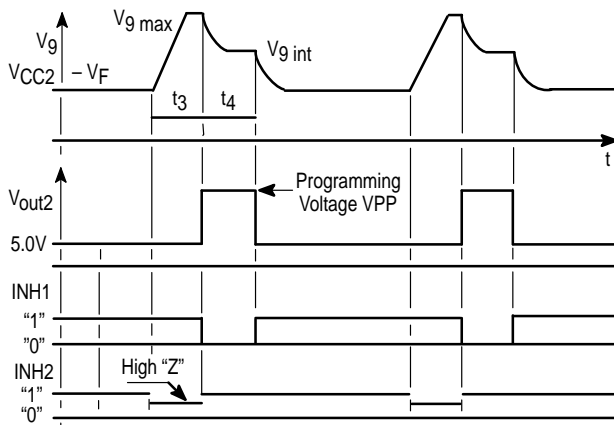 V9 max
V9
V9 int
VCC2 – VF
t3 t4
t
Vout2
Programming
Voltage VPP
5.0V
INH1
“1”
”0”
High “Z”
INH2
“1”
“0”